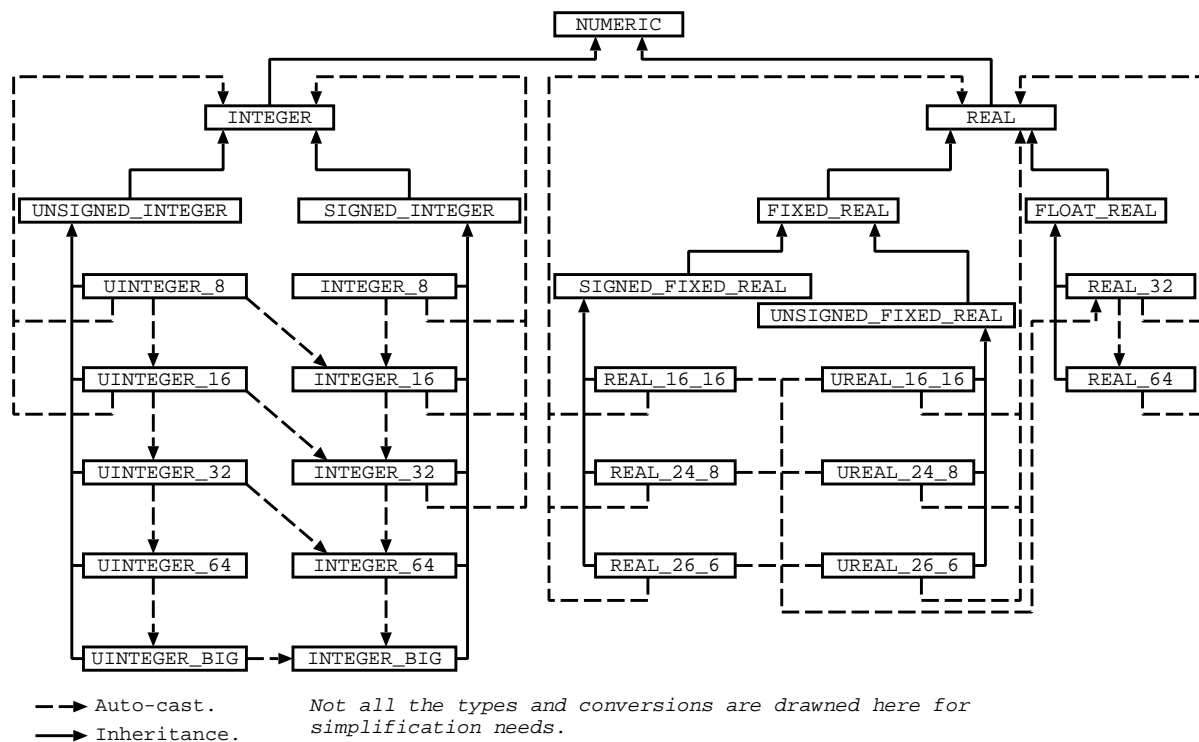 NUMERIC
INTEGER
REAL
UNSIGNED_INTEGER
SIGNED_INTEGER
FIXED_REAL
FLOAT_REAL
UINTEGER_8
INTEGER_8
SIGNED_FIXED_REAL
REAL_32
UNSIGNED_FIXED_REAL
UINTEGER_16
INTEGER_16
REAL_16_16
UREAL_16_16
REAL_64
UINTEGER_32
INTEGER_32
REAL_24_8
UREAL_24_8
UINTEGER_64
INTEGER_64
REAL_26_6
UREAL_26_6
UINTEGER_BIG
INTEGER_BIG
Auto-cast.
Inheritance.
Not all the types and conversions are drawned here for
simplification needs.